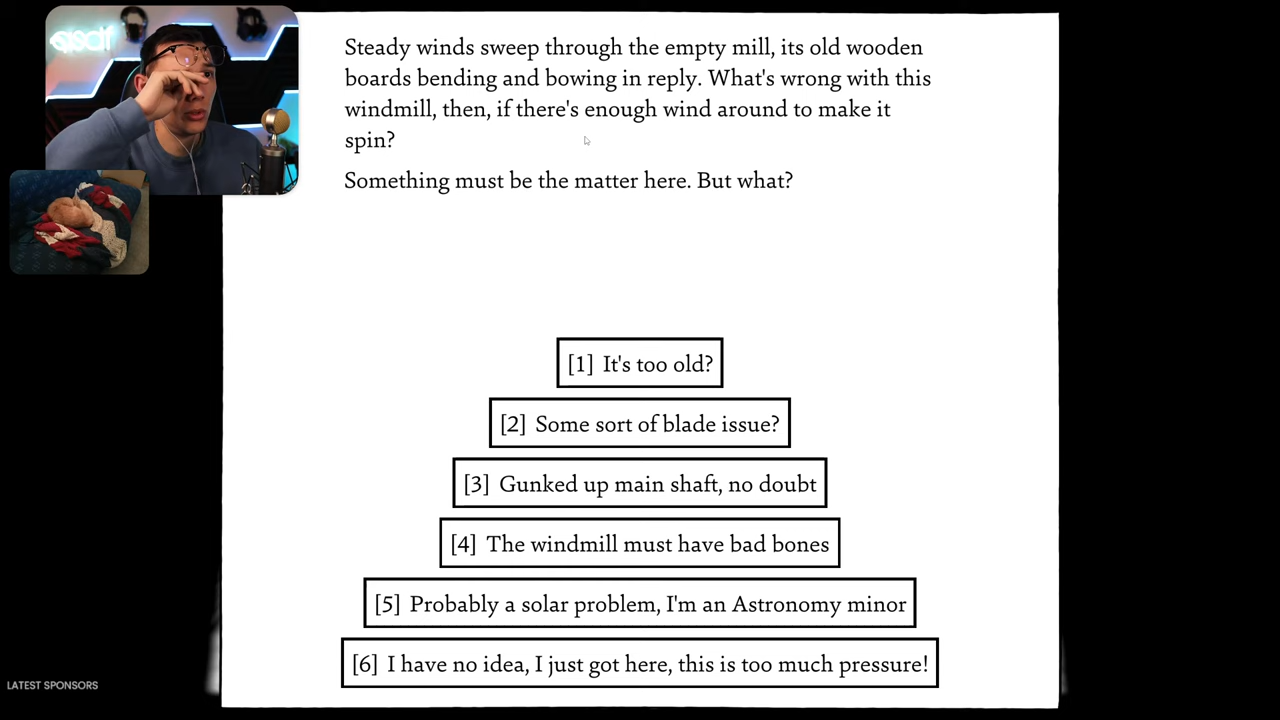 Steady winds sweep through the empty mill, its old wooden
boards bending and bowing in reply. What's wrong with this
windmill, then, if there's enough wind around to make it
spin?
Something must be the matter here. But what?
[1] It's too old?
[2] Some sort of blade issue?
[3] Gunked up main shaft, no doubt
[4] The windmill must have bad bones
[5] Probably a solar problem, I'm an Astronomy minor
[6] I have no idea, I just got here, this is too much pressure!
LATEST SPONSORS